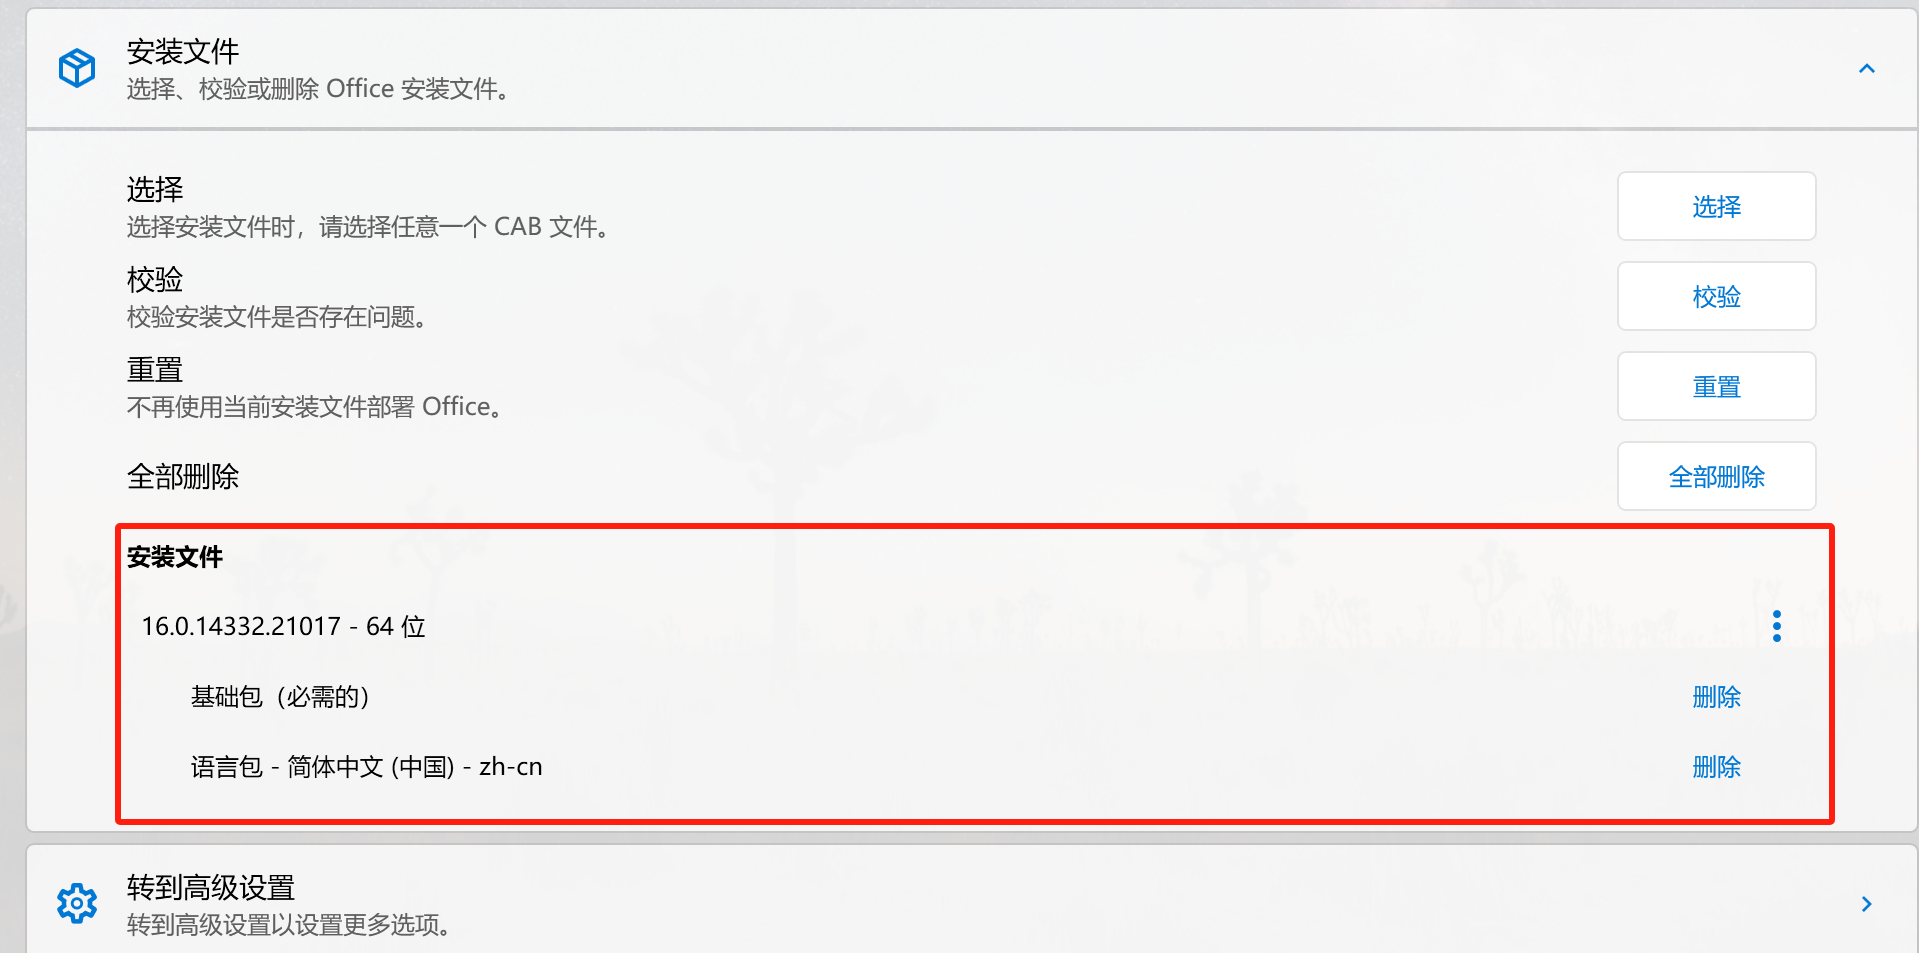 安装文件
选择、校验或删除 Office 安装文件。
选择
选择安装文件时，请选择任意一个 CAB 文件。
选择
校验
校验安装文件是否存在问题。
校验
重置
不再使用当前安装文件部署 Office。
重置
全部删除
全部删除
安装文件
16.0.14332.21017 - 64 位
基础包（必需的）
删除
语言包 - 简体中文 (中国) - zh-cn
删除
转到高级设置
转到高级设置以设置更多选项。